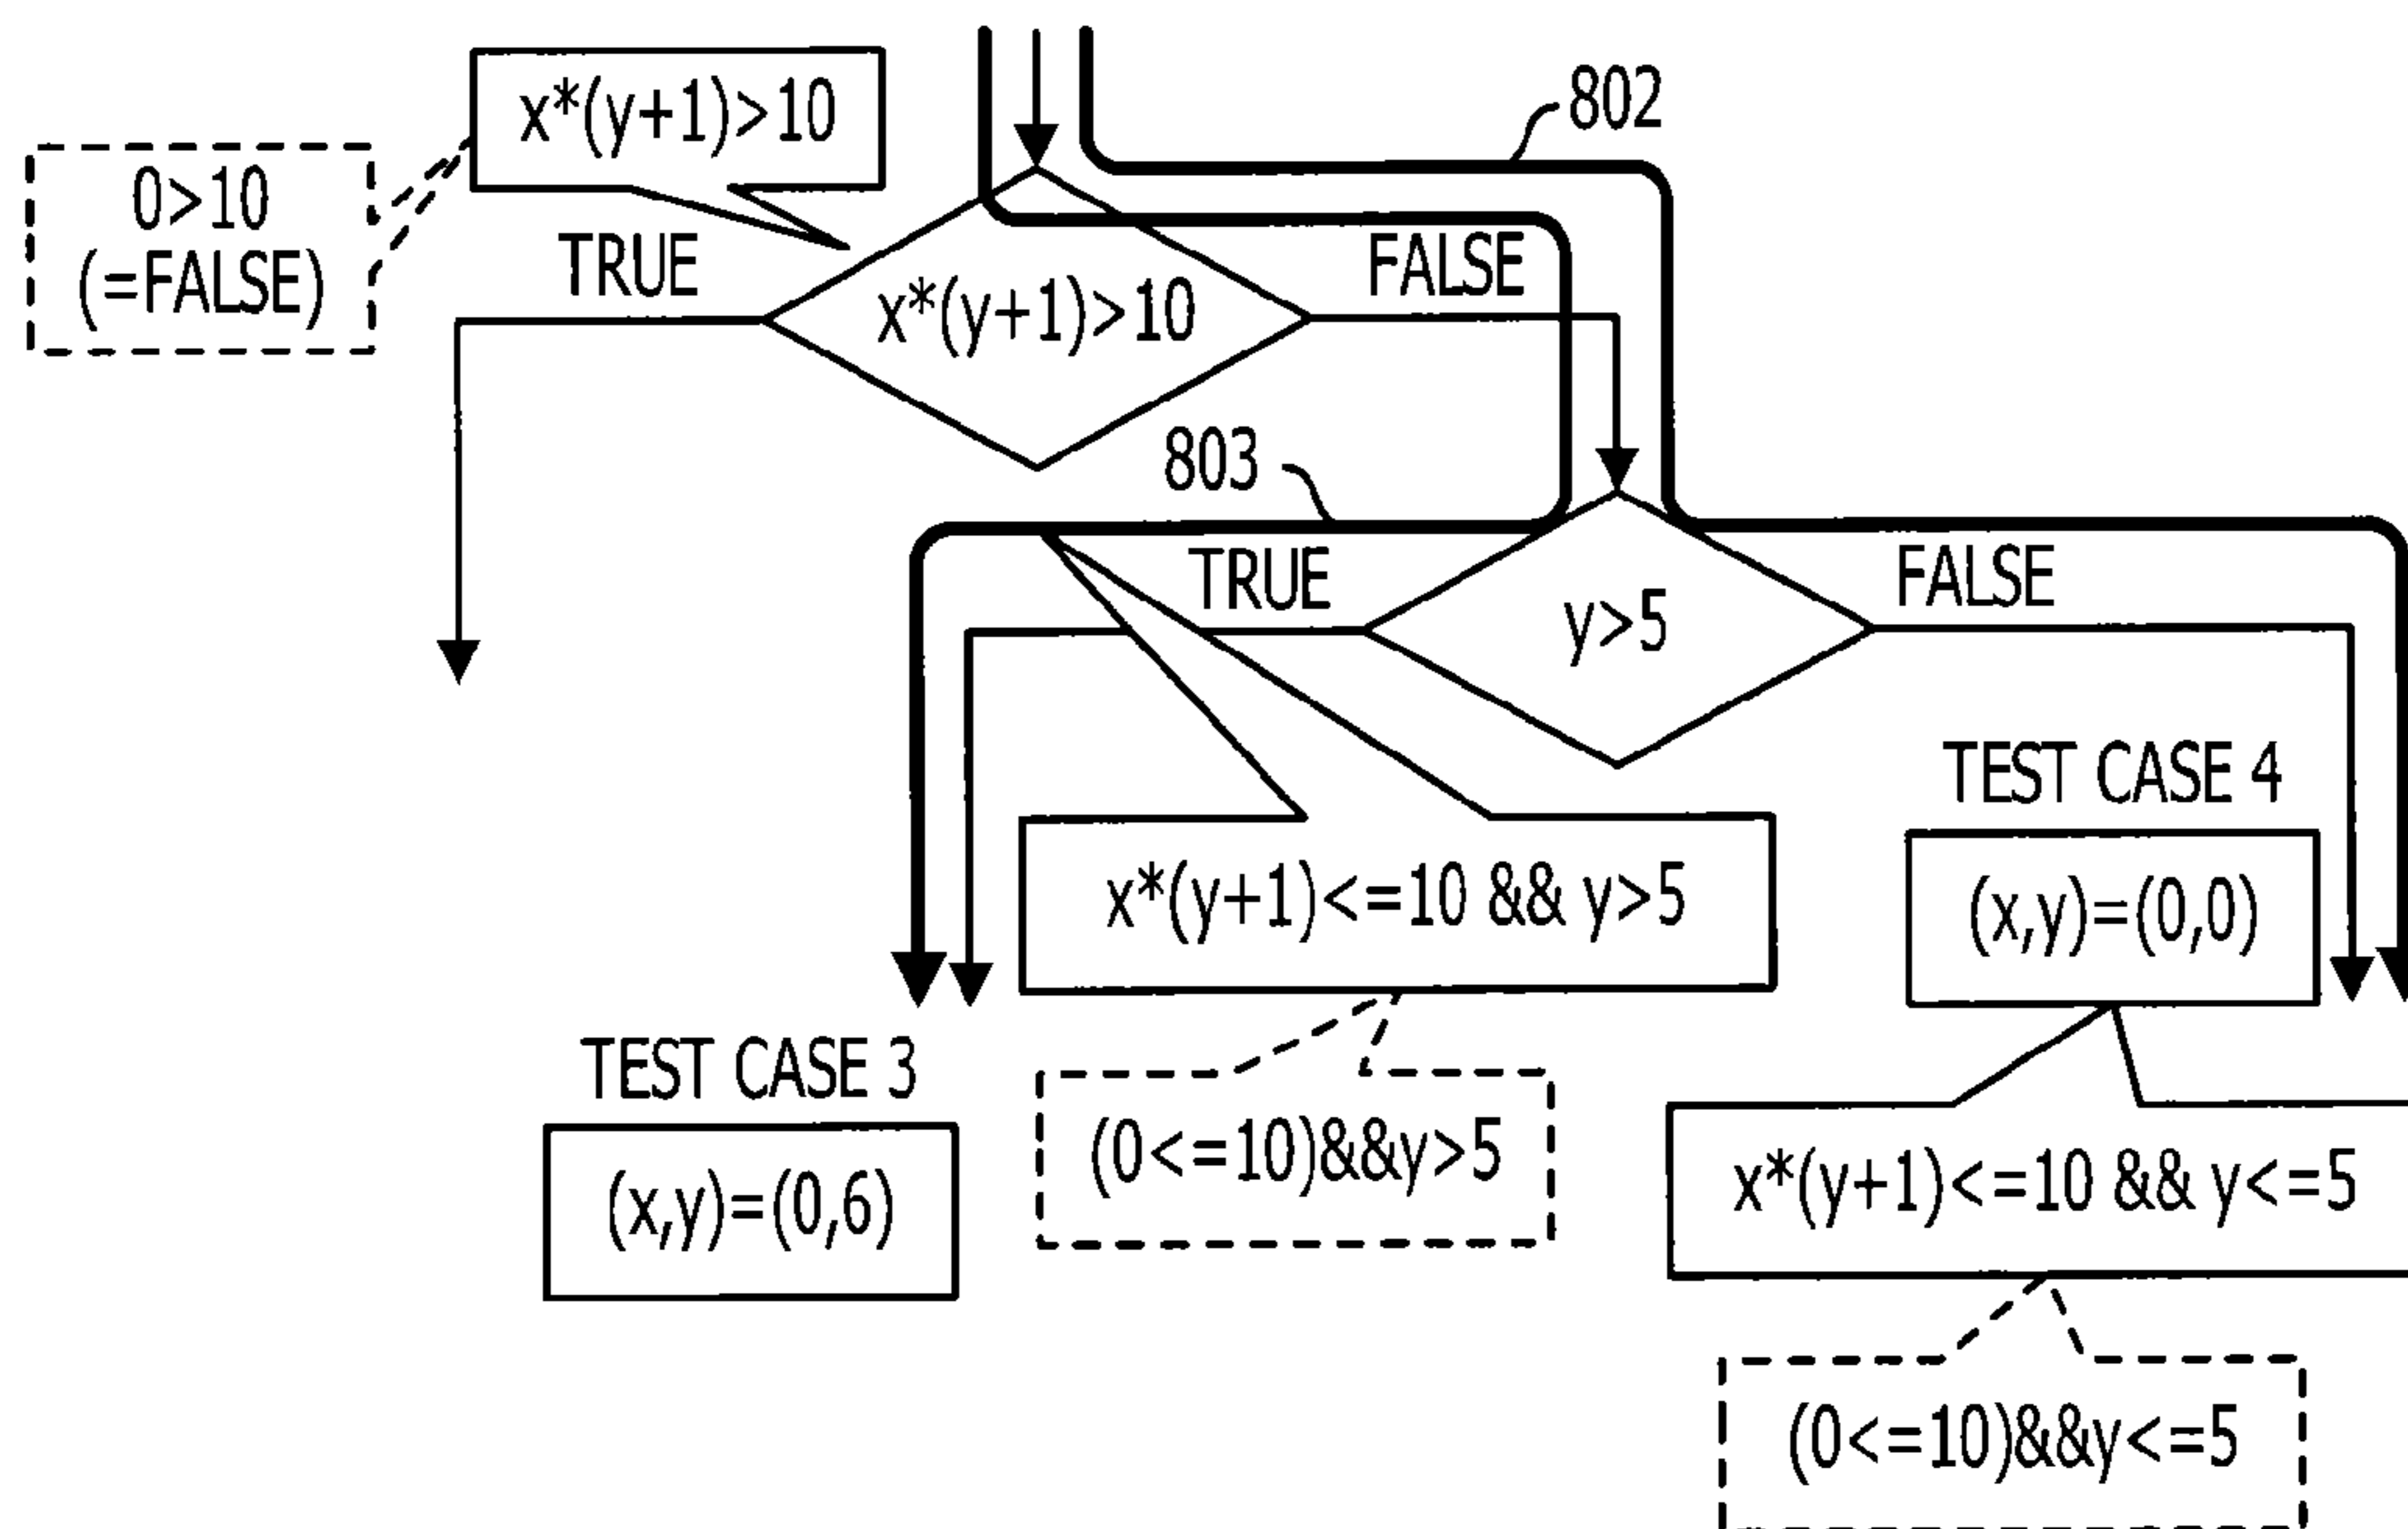 x*(y+1)>10
802
0>10
(=FALSE)
TRUE
FALSE
x*(y+1)>10
803
TRUE
FALSE
y>5
TEST CASE 4
x*(y+1)<=10 && y>5
(x,y)=(0,0)
TEST CASE 3
(0<=10)&&y>5
(x,y)=(0,6)
x*(y+1)<=10 && y<=5
(0<=10)&&y<=5